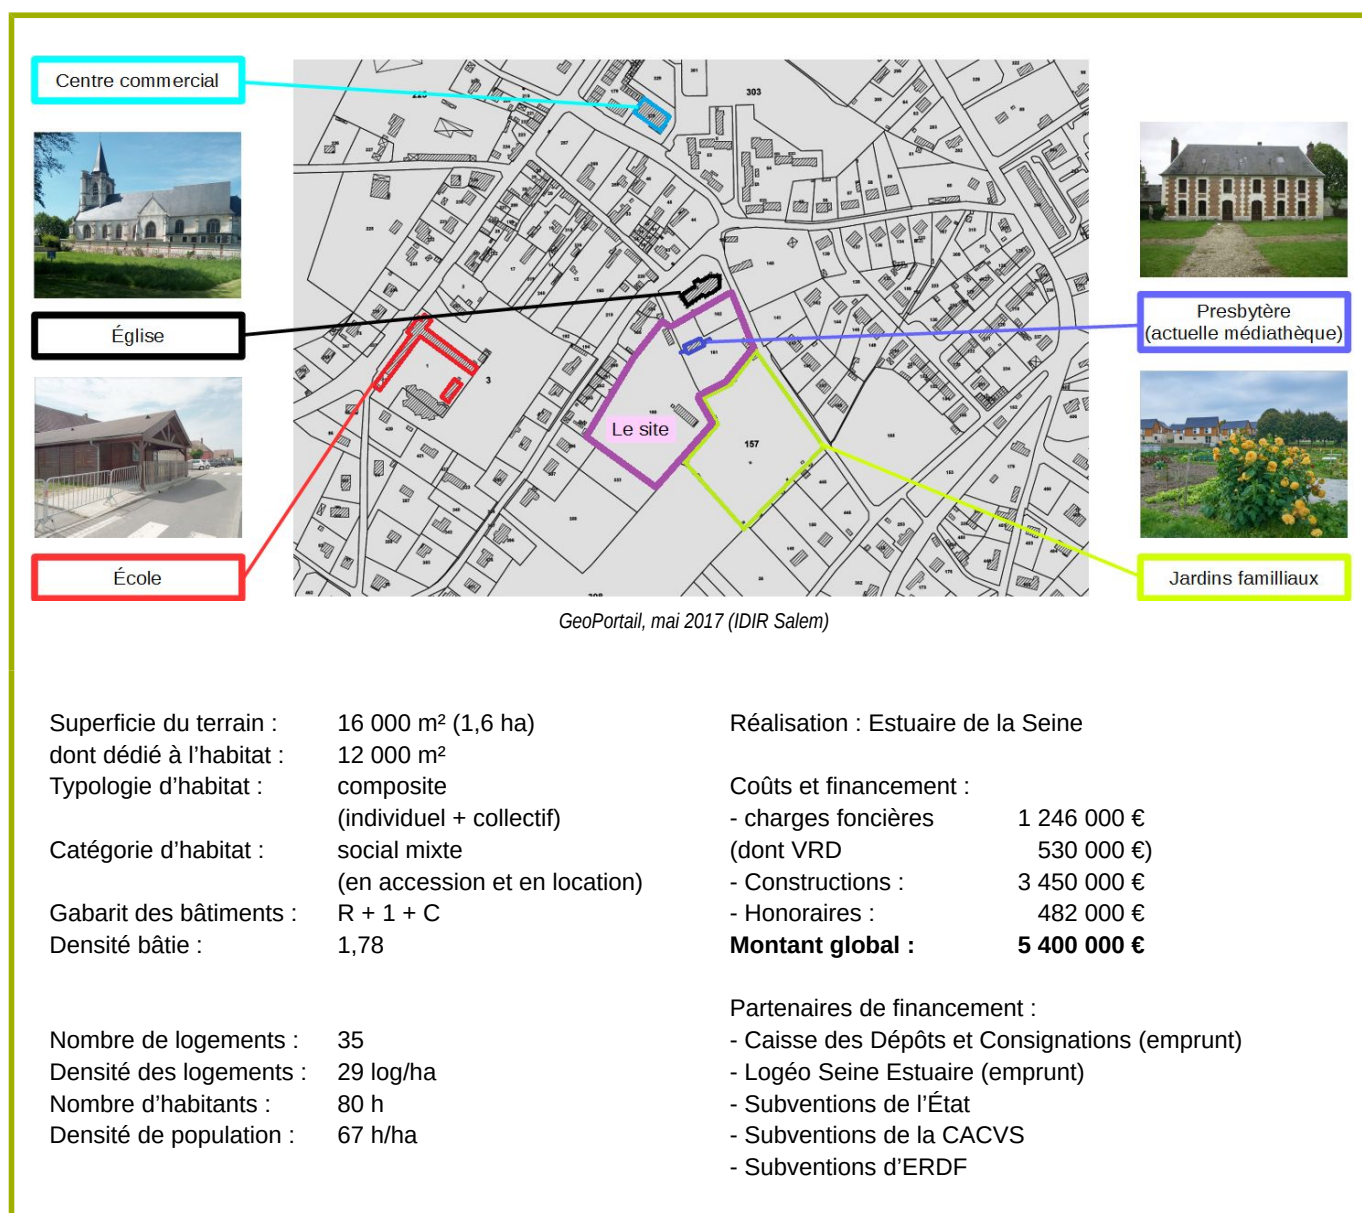 Centre commercial
Église
École
Presbytère
(actuelle médiathèque)
Jardins familliaux
303
3
Le site
157
GeoPortail, mai 2017 (IDIR Salem)
Superficie du terrain : 16 000 m² (1,6 ha)
dont dédié à l’habitat : 12 000 m²
Typologie d’habitat : composite
(individuel + collectif)
Catégorie d’habitat : social mixte
(en accession et en location)
Gabarit des bâtiments : R + 1 + C
Densité bâtie : 1,78
Nombre de logements : 35
Densité des logements : 29 log/ha
Nombre d’habitants : 80 h
Densité de population : 67 h/ha
Réalisation : Estuaire de la Seine
Coûts et financement :
- charges foncières 1 246 000 €
(dont VRD 530 000 €)
- Constructions : 3 450 000 €
- Honoraires : 482 000 €
Montant global : 5 400 000 €
Partenaires de financement :
- Caisse des Dépôts et Consignations (emprunt)
- Logéo Seine Estuaire (emprunt)
- Subventions de l’État
- Subventions de la CACVS
- Subventions d’ERDF